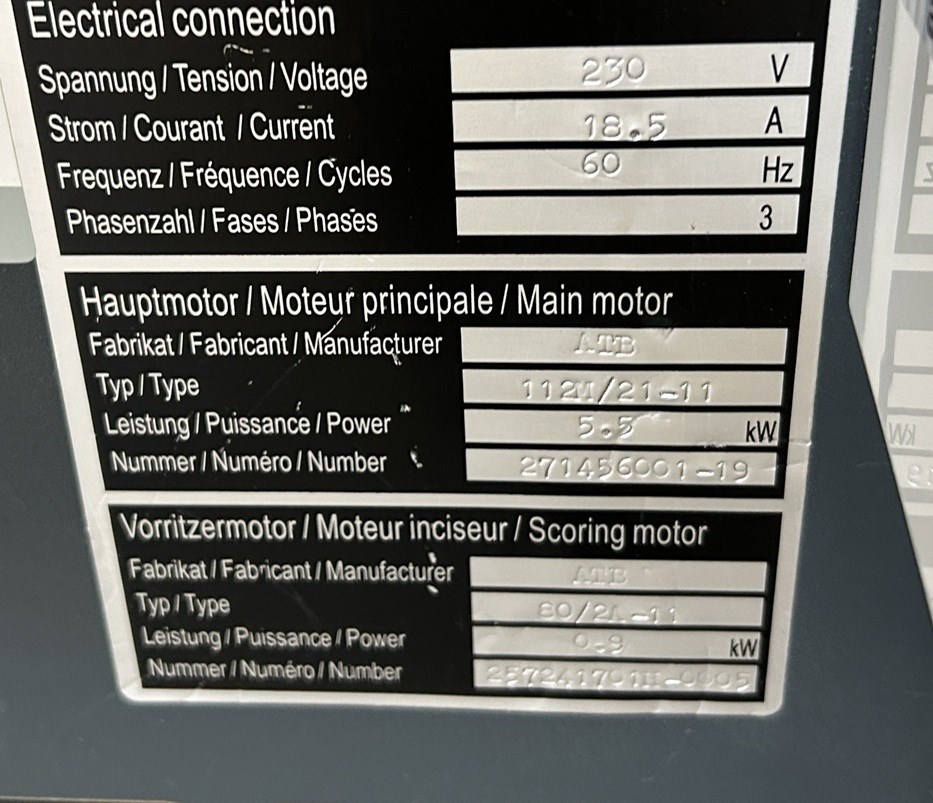 Electrical connection
Spannung / Tension / Voltage 230 V
Strom / Courant / Current 18.5 A
Frequenz / Fréquence / Cycles 60 Hz
Phasenzahl / Fases / Phases 3
Hauptmotor / Moteur principale / Main motor
Fabrikat / Fabricant / Manufacturer ATB
Typ / Type 112M/21-11
Leistung / Puissance / Power 5.5 kW
Nummer / Numéro / Number 271456001-19
Vorritzermotor / Moteur inciseur / Scoring motor
Fabrikat / Fabricant / Manufacturer ATB
Typ / Type
Leistung / Puissance / Power kW
Nummer / Numéro / Number